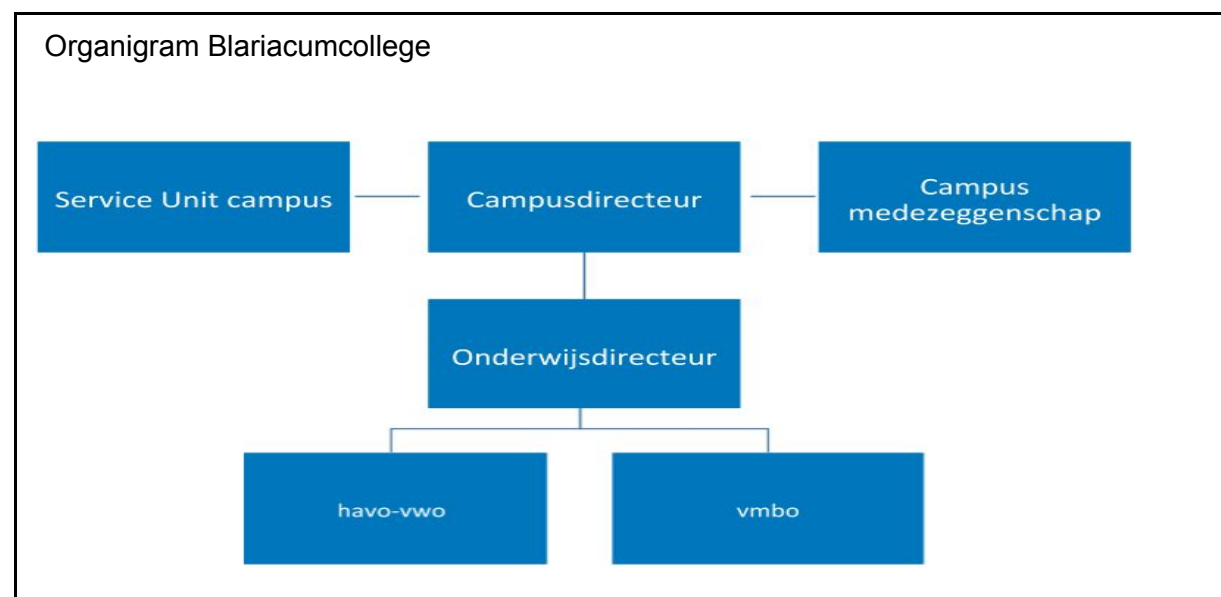 Organigram Blariacumcollege
Service Unit campus
Campusdirecteur
Campus
medezeggenschap
Onderwijsdirecteur
havo-vwo
vmbo